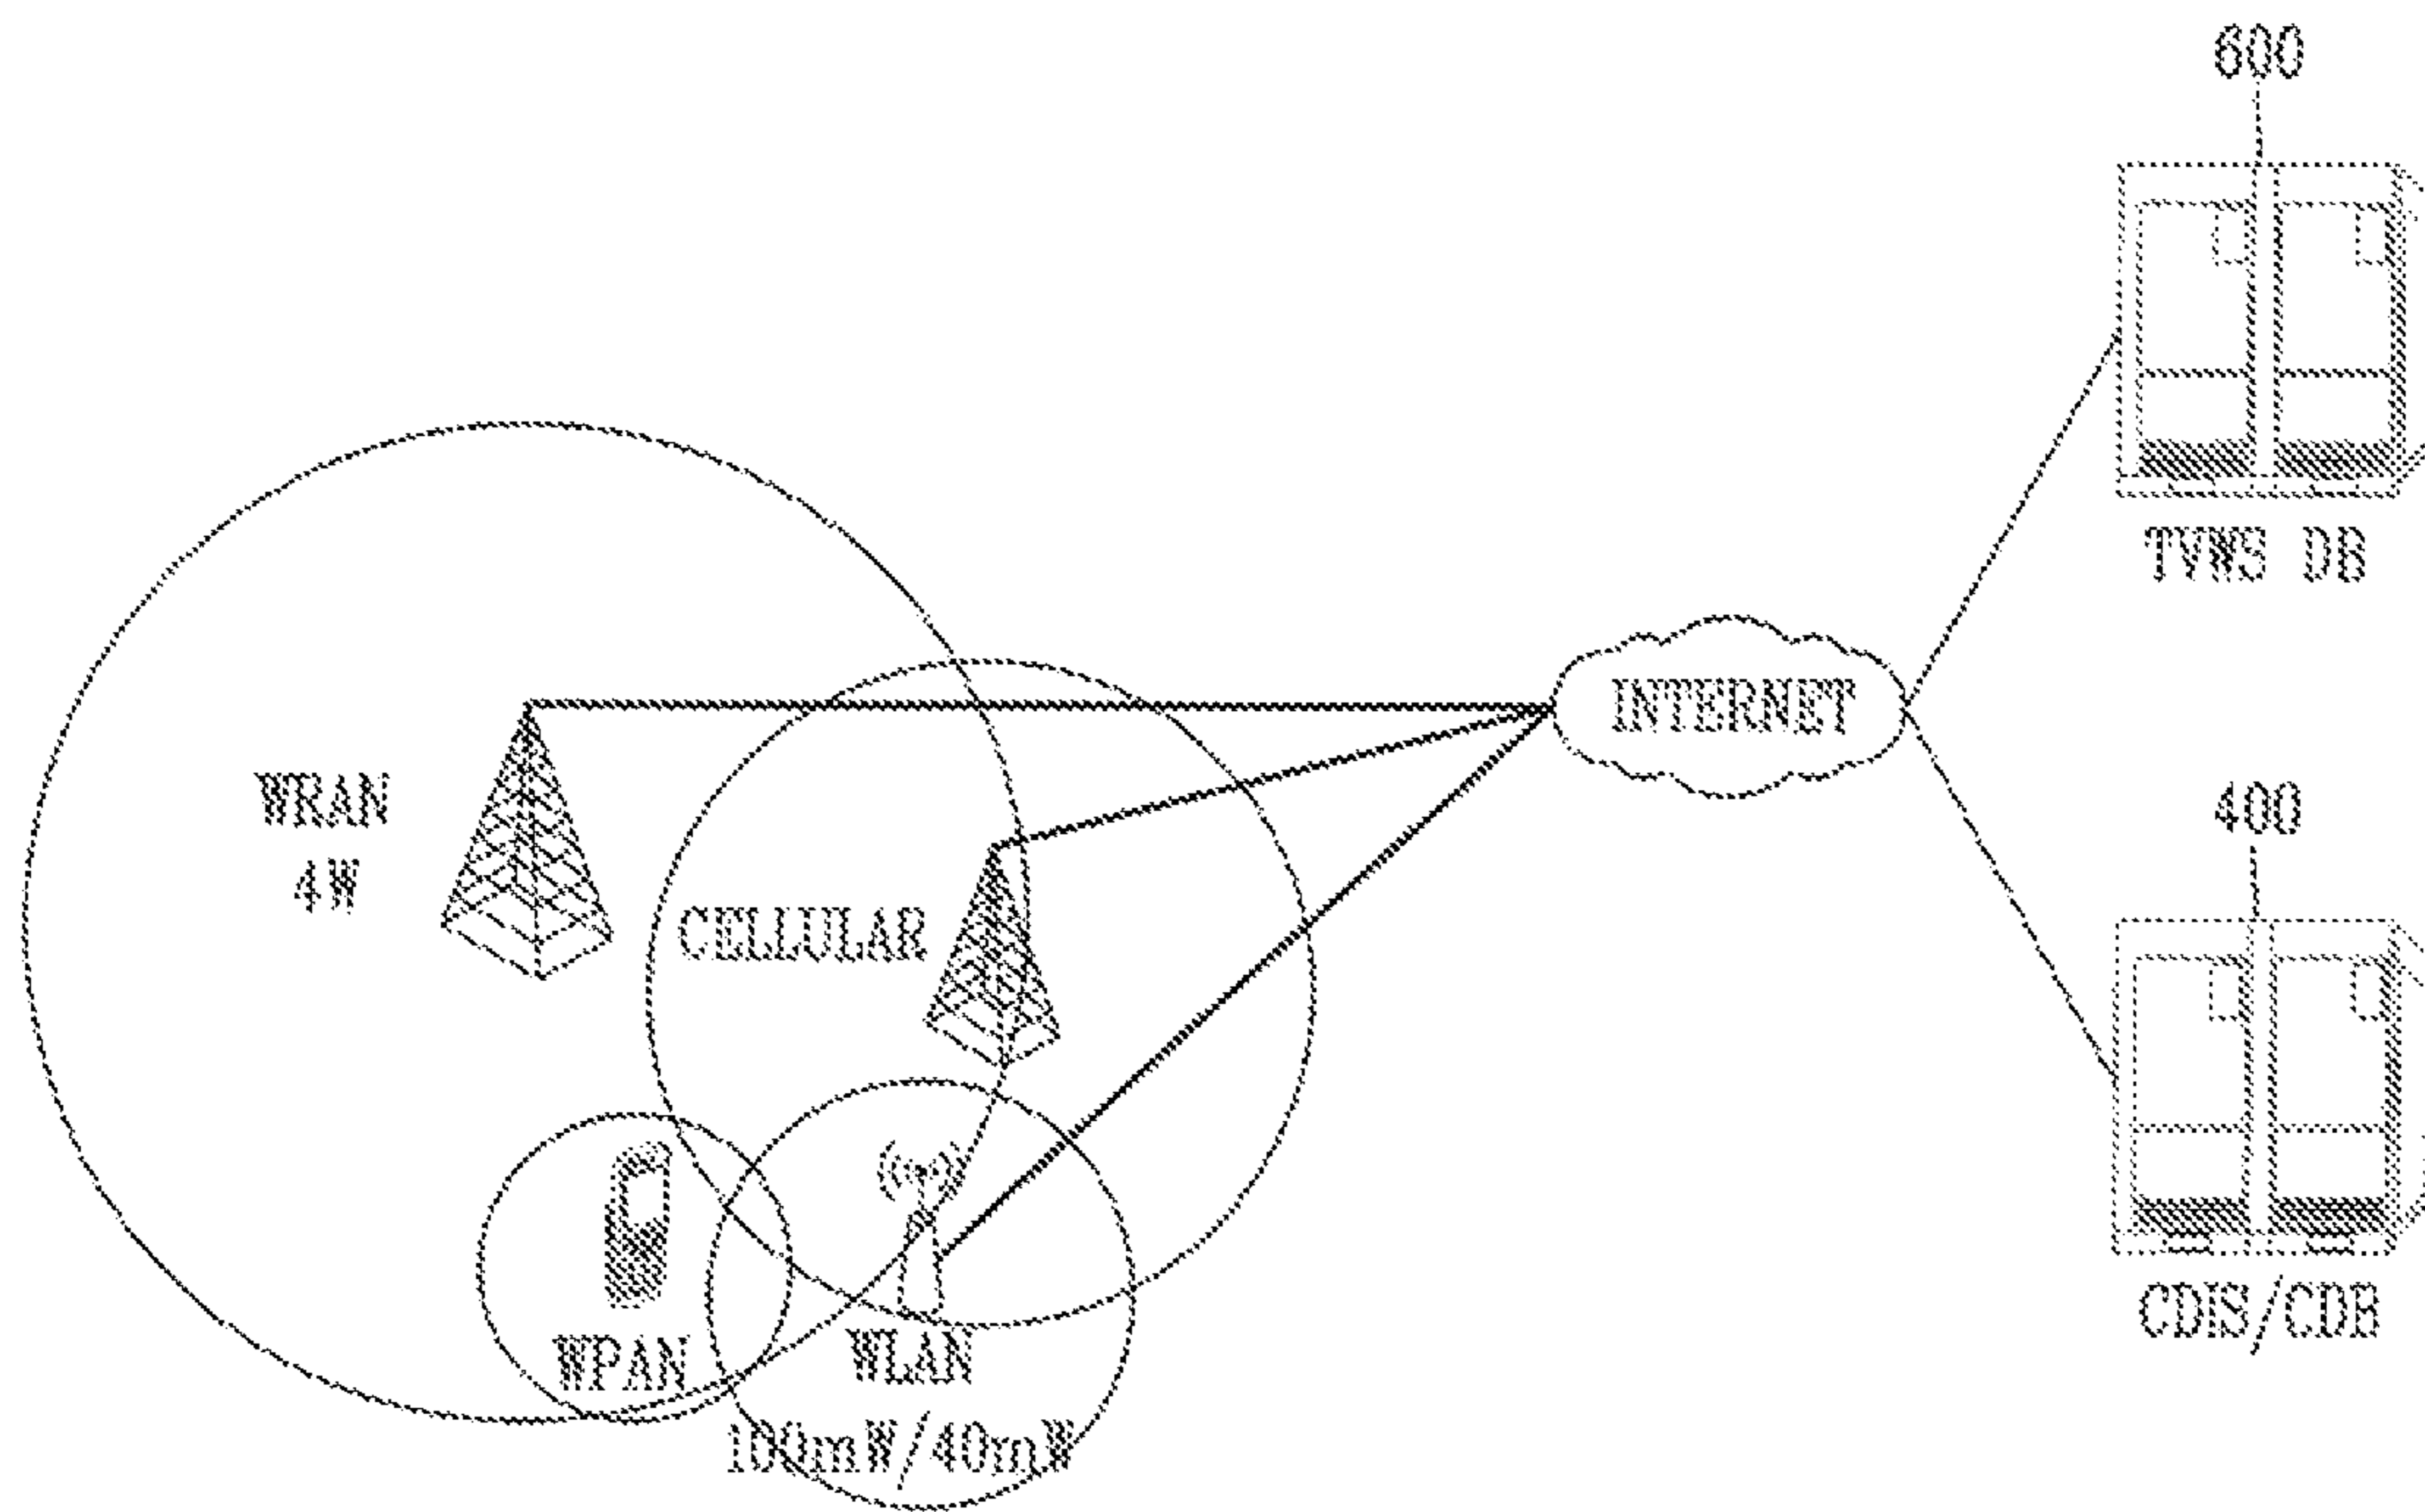 600
TVWS DB
INTERNET
WRAN
4W
400
CELLULAR
CDIS/CDB
WPAN
WLAN
100mW/40mW